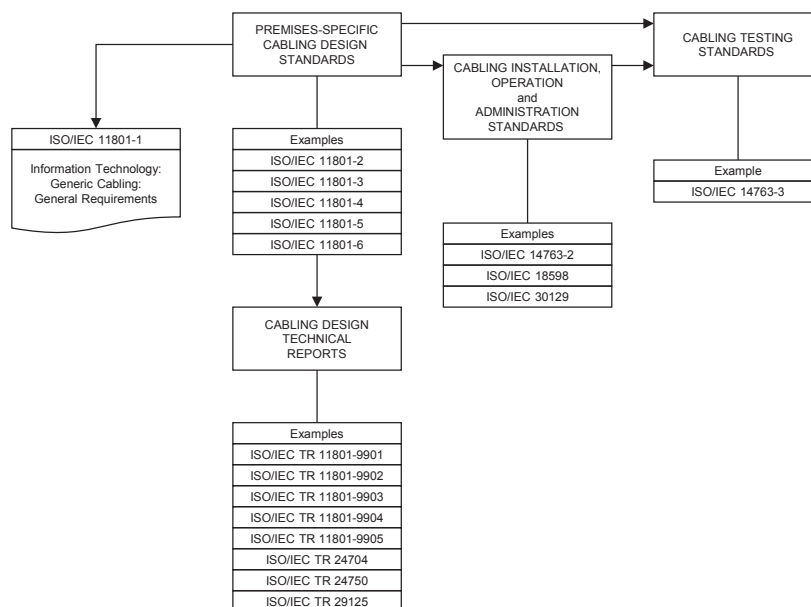 PREMISES-SPECIFIC
CABLING DESIGN
STANDARDS
CABLING INSTALLATION,
OPERATION
and
ADMINISTRATION
STANDARDS
CABLING TESTING
STANDARDS
ISO/IEC 11801-1
Information Technology:
Generic Cabling:
General Requirements
Examples
ISO/IEC 11801-2
ISO/IEC 11801-3
ISO/IEC 11801-4
ISO/IEC 11801-5
ISO/IEC 11801-6
Examples
ISO/IEC 14763-2
ISO/IEC 18598
ISO/IEC 30129
Example
ISO/IEC 14763-3
CABLING DESIGN
TECHNICAL
REPORTS
Examples
ISO/IEC TR 11801-9901
ISO/IEC TR 11801-9902
ISO/IEC TR 11801-9903
ISO/IEC TR 11801-9904
ISO/IEC TR 11801-9905
ISO/IEC TR 24704
ISO/IEC TR 24750
ISO/IEC TR 29125